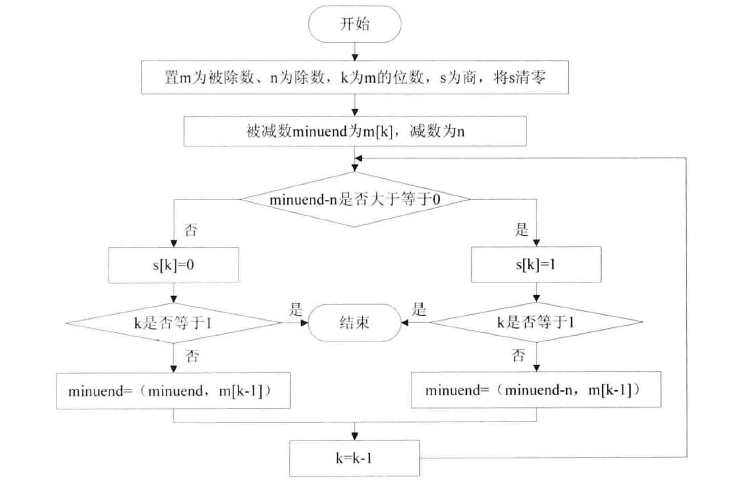 开始
置m为被除数、n为除数，k为m的位数，s为商，将s清零
被减数minuend为m[k]，减数为n
minuend-n是否大于等于0
否
是
s[k]=0
s[k]=1
k是否等于1
是
结束
是
k是否等于1
否
否
minuend=（minuend，m[k-1]）
minuend=（minuend-n，m[k-1]）
k=k-1